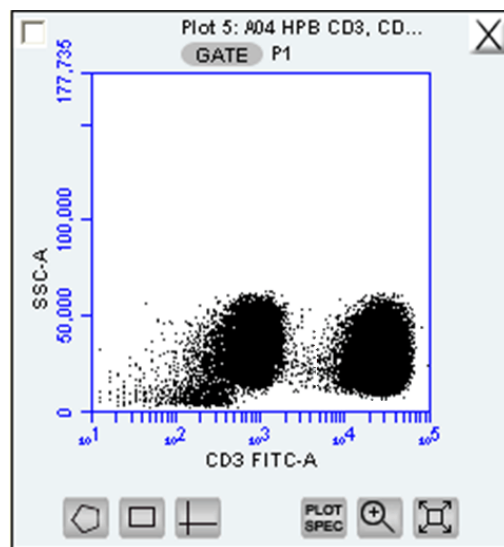 Plot 5: A04 HPB CD3, CD...
GATE P1
177,735
100,000
50,000
0
SSC-A
10¹ 10² 10³ 10⁴ 10⁵
CD3 FITC-A
PLOT
SPEC